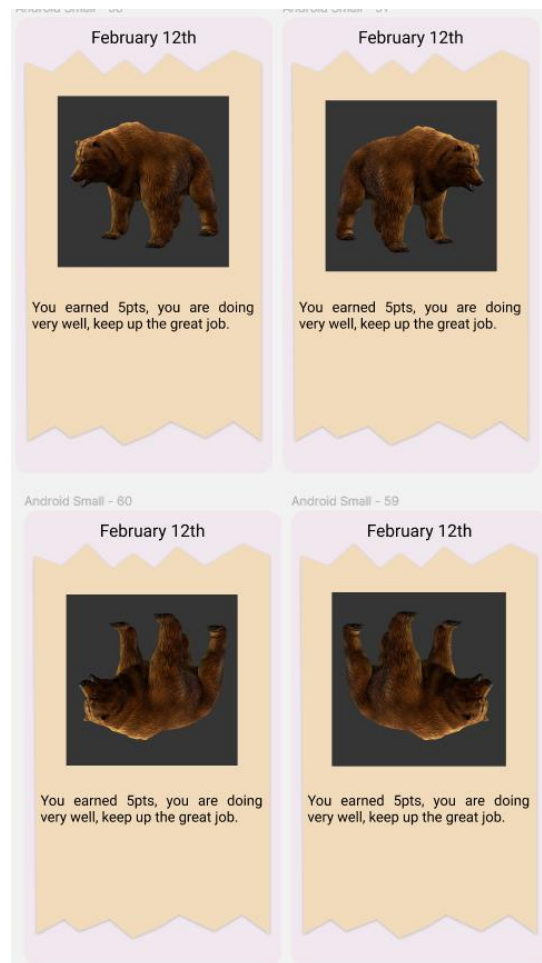 February 12th
February 12th
You earned 5pts, you are doing
very well, keep up the great job.
You earned 5pts, you are doing
very well, keep up the great job.
Android Small - 60
Android Small - 59
February 12th
February 12th
You earned 5pts, you are doing
very well, keep up the great job.
You earned 5pts, you are doing
very well, keep up the great job.